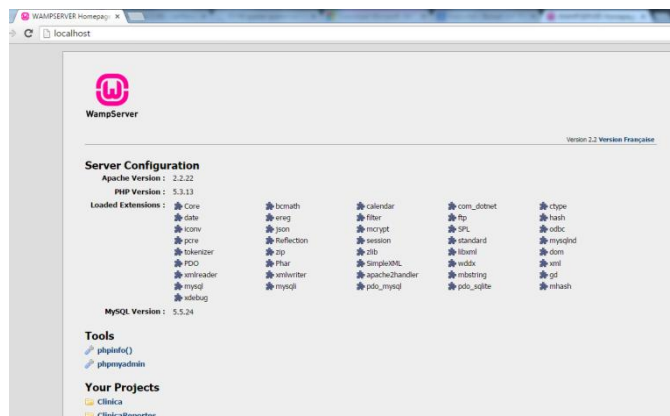 WAMPSERVER Homepage
localhost
WampServer
Version 2.2 Version Française
Server Configuration
Apache Version : 2.2.22
PHP Version : 5.3.13
Loaded Extensions : Core bcmath calendar com_dotnet ctype
date ereg filter ftp hash
iconv json mcrypt SPL odbc
pcre Reflection session standard mysqlnd
tokenizer zip zlib libxml dom
PDO Phar SimpleXML wddx xml
xmlreader xmlwriter apache2handler mbstring gd
mysql mysqli pdo_mysql pdo_sqlite mhash
xdebug
MySQL Version : 5.5.24
Tools
phpinfo()
phpmyadmin
Your Projects
Clinica
ClinicaReportes